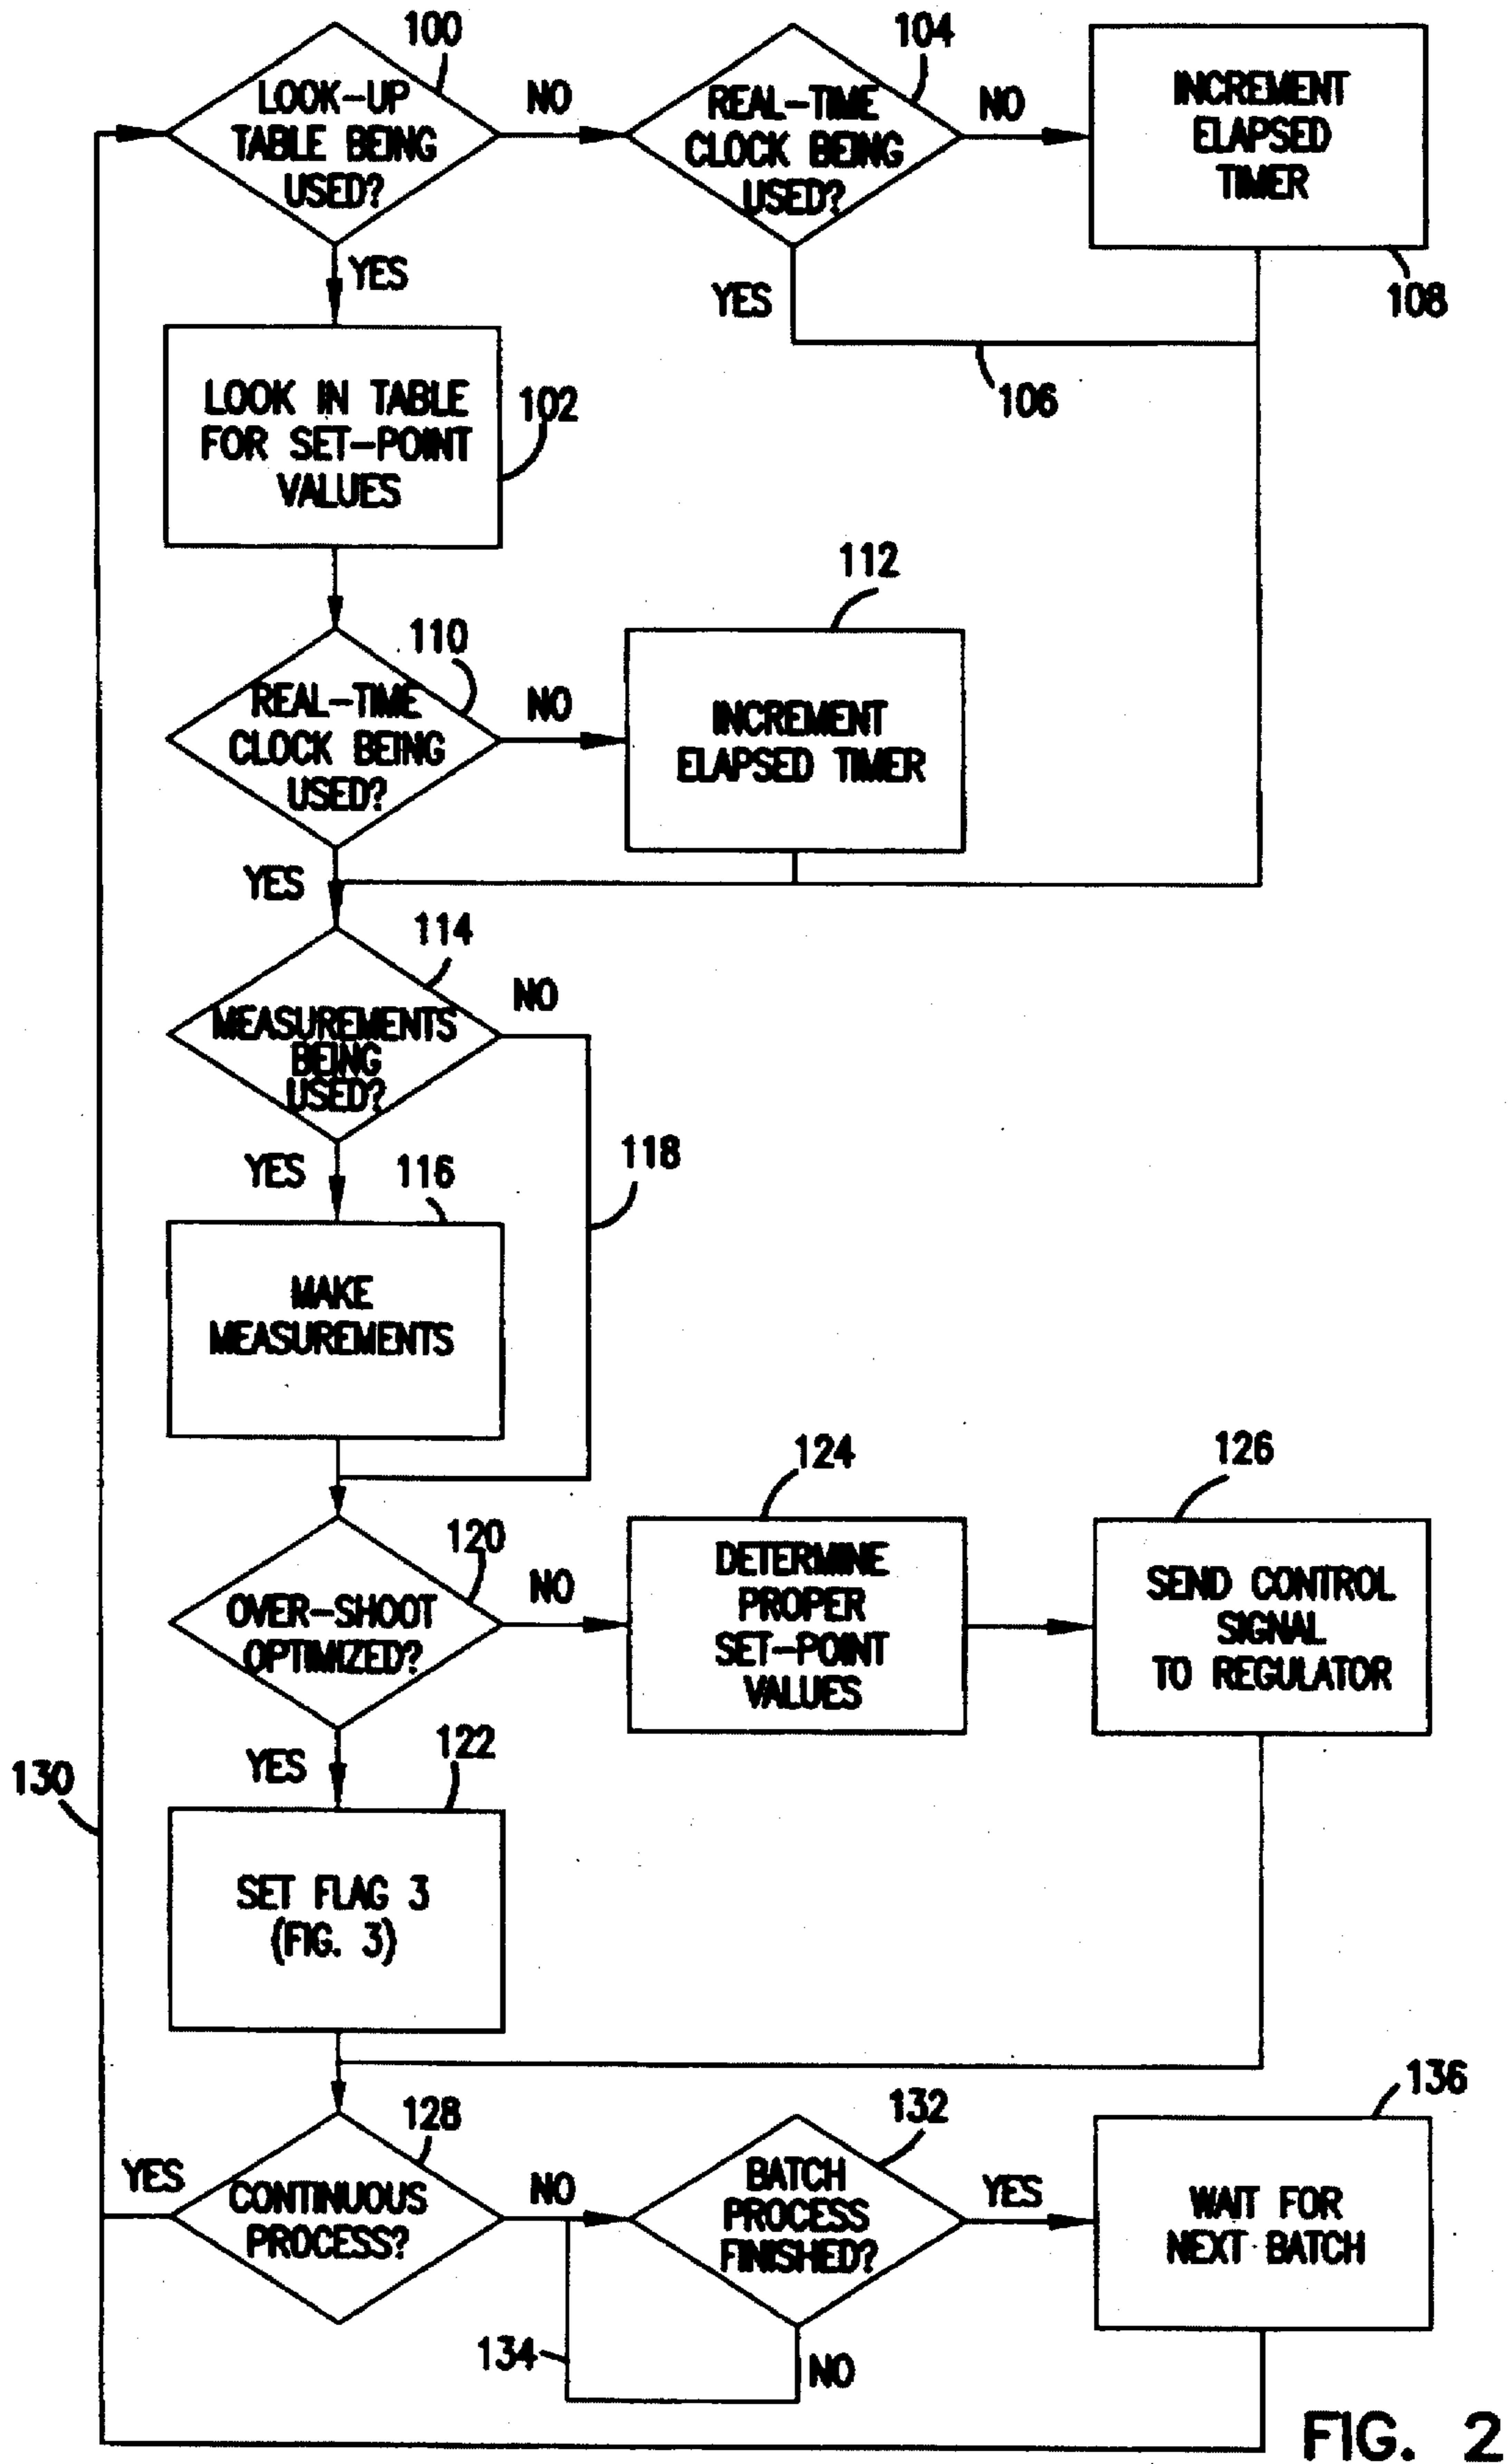 100
LOOK-UP
TABLE BEING
USED?
NO
104
REAL-TIME
CLOCK BEING
USED?
NO
INCREMENT
ELAPSED
TIMER
108
YES
YES
106
LOOK IN TABLE
FOR SET-POINT
VALUES
102
110
REAL-TIME
CLOCK BEING
USED?
NO
112
INCREMENT
ELAPSED TIMER
YES
114
MEASUREMENTS
BEING
USED?
NO
118
YES
116
MAKE
MEASUREMENTS
120
OVER-SHOOT
OPTIMIZED?
NO
124
DETERMINE
PROPER
SET-POINT
VALUES
126
SEND CONTROL
SIGNAL
TO REGULATOR
YES
122
130
SET FLAG 3
(FIG. 3)
128
YES
CONTINUOUS
PROCESS?
NO
132
BATCH
PROCESS
FINISHED?
YES
136
WAIT FOR
NEXT BATCH
134
NO
FIG. 2